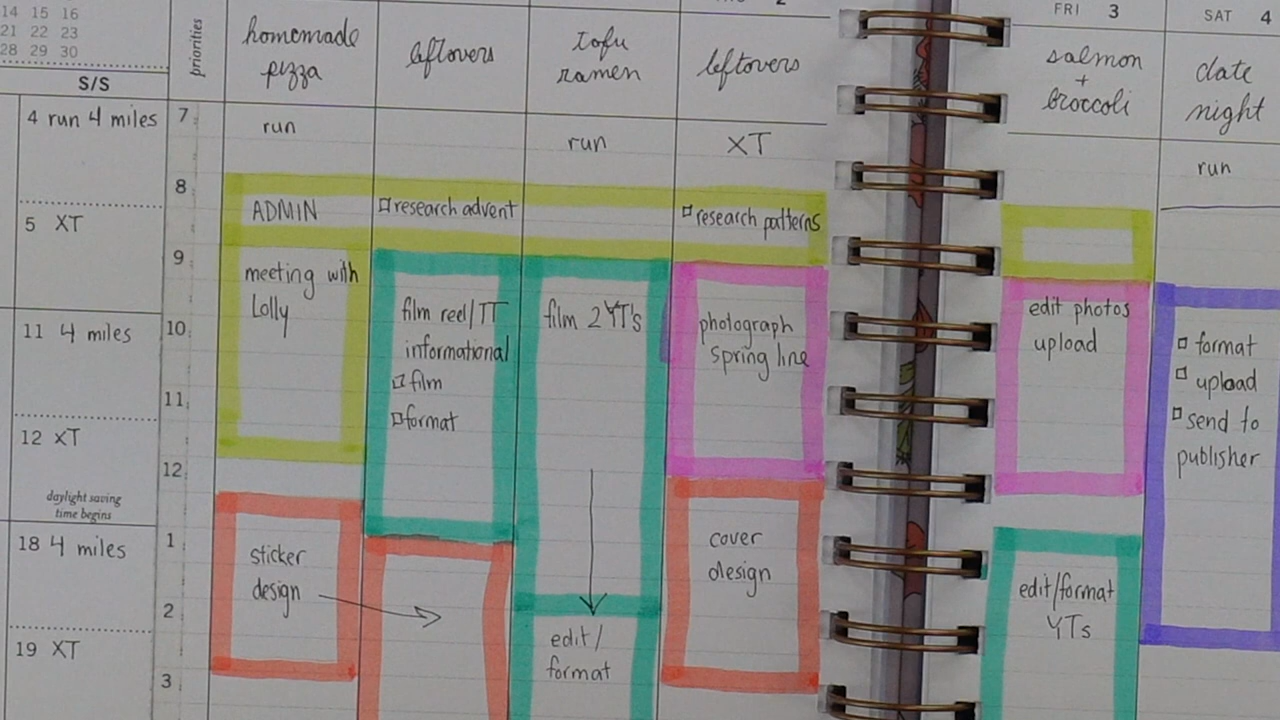 14 15 16
21 22 23
28 29 30
S/S
4 run 4 miles
5 XT
11 4 miles
12 XT
daylight saving
time begins
18 4 miles
19 XT
priorities
7
8
9
10
11
12
1
2
3
homemade
pizza
run
ADMIN
meeting with
Lolly
sticker
design
leftovers
research advent
film reel/TT
informational
film
format
tofu
ramen
run
film 2 YT's
edit/
format
2
leftovers
XT
research patterns
photograph
spring line
cover
design
FRI 3
salmon
+
broccoli
edit photos
upload
edit/format
YTs
SAT 4
date
night
run
format
upload
send to
publisher